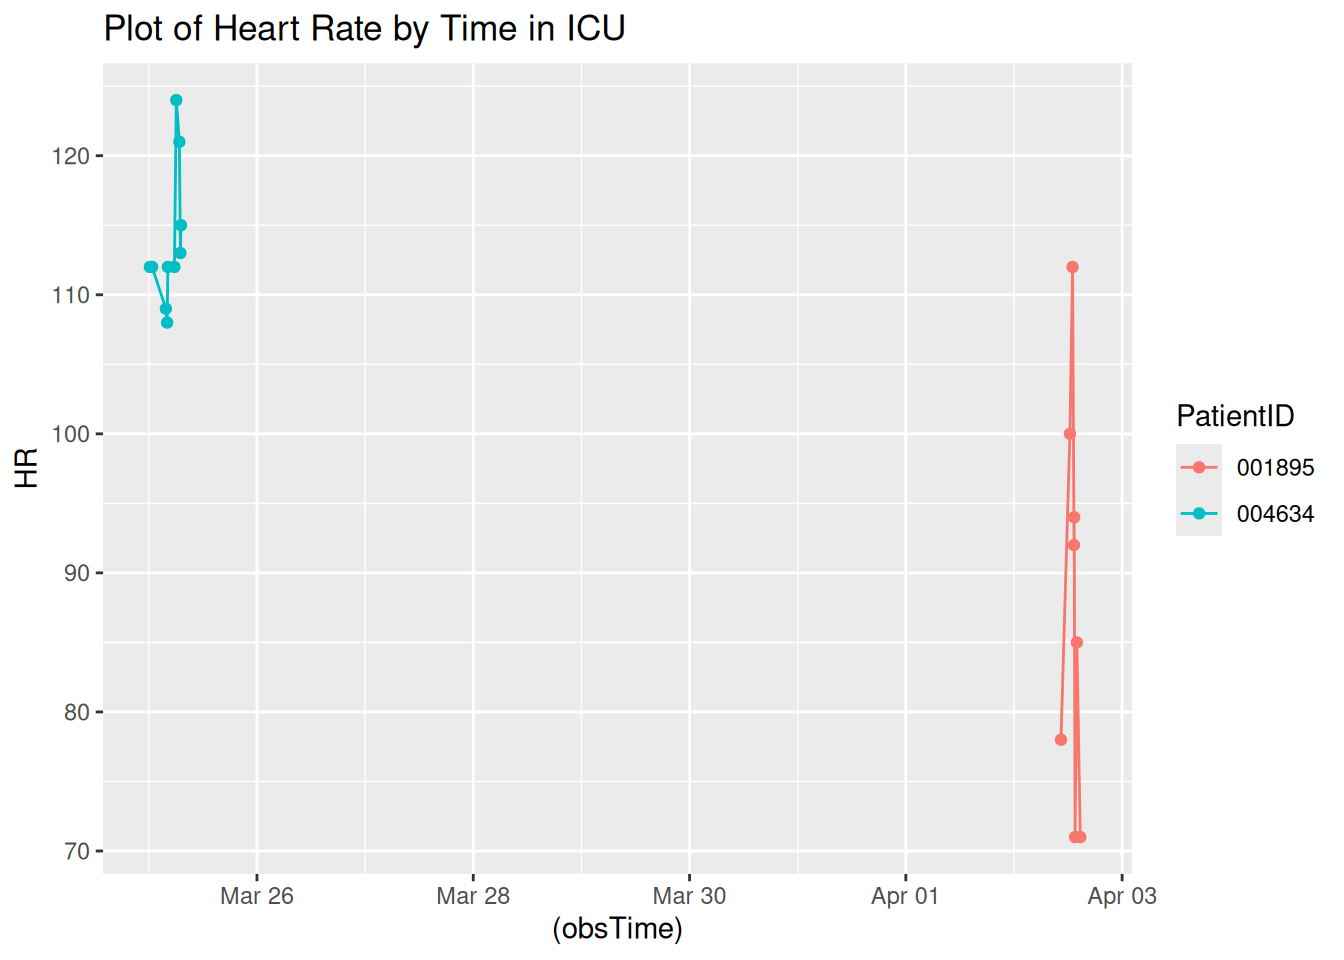 Plot of Heart Rate by Time in ICU
120
110
100
90
80
70
HR
Mar 26
Mar 28
Mar 30
Apr 01
Apr 03
(obsTime)
PatientID
001895
004634